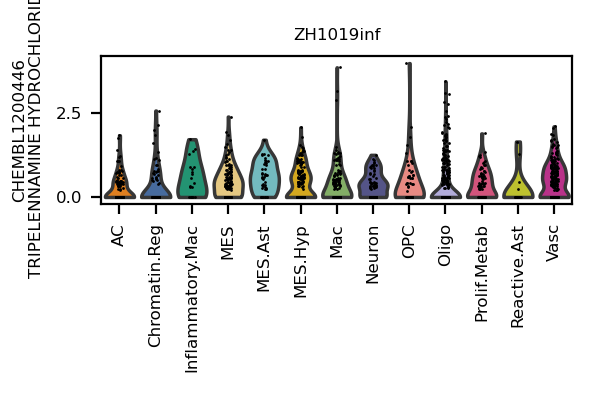 ZH1019inf
CHEMBL1200446
TRIPELENNAMINE HYDROCHLORID
2.5
0.0
AC
Chromatin.Reg
Inflammatory.Mac
MES
MES.Ast
MES.Hyp
Mac
Neuron
OPC
Oligo
Prolif.Metab
Reactive.Ast
Vasc